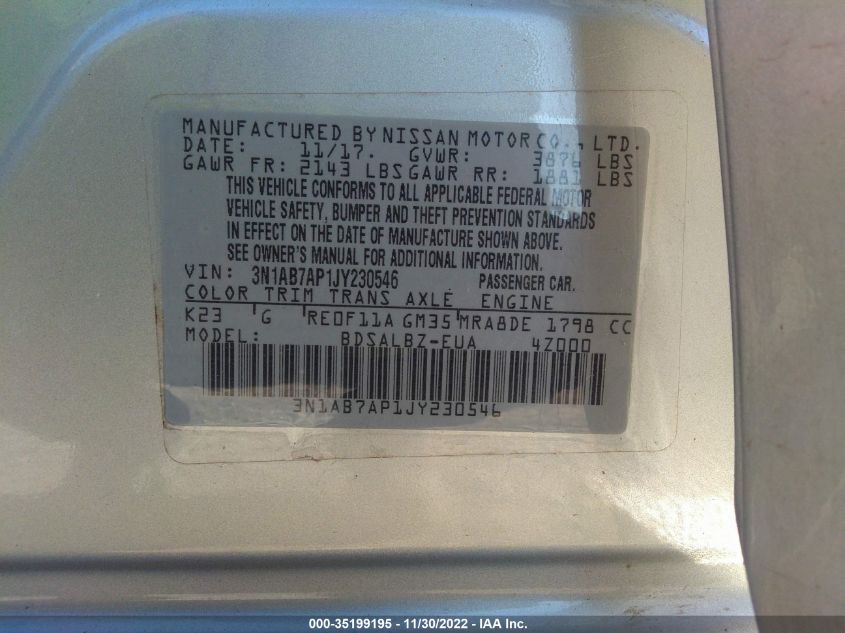 MANUFACTURED BY NISSAN MOTOR CO., LTD.
DATE: 11/17. GVWR: 3876 LBS
GAWR FR: 2143 LBS GAWR RR: 1881 LBS
THIS VEHICLE CONFORMS TO ALL APPLICABLE FEDERAL MOTOR
VEHICLE SAFETY, BUMPER AND THEFT PREVENTION STANDARDS
IN EFFECT ON THE DATE OF MANUFACTURE SHOWN ABOVE.
SEE OWNER'S MANUAL FOR ADDITIONAL INFORMATION.
VIN: 3N1AB7AP1JY230546 PASSENGER CAR.
COLOR TRIM TRANS AXLE ENGINE
K23 G RE0F11A GM35 MRA8DE 1798 CC
MODEL: BDSALBZ-EUA 4Z000
3N1AB7AP1JY230546
000-35199195 - 11/30/2022 - IAA Inc.